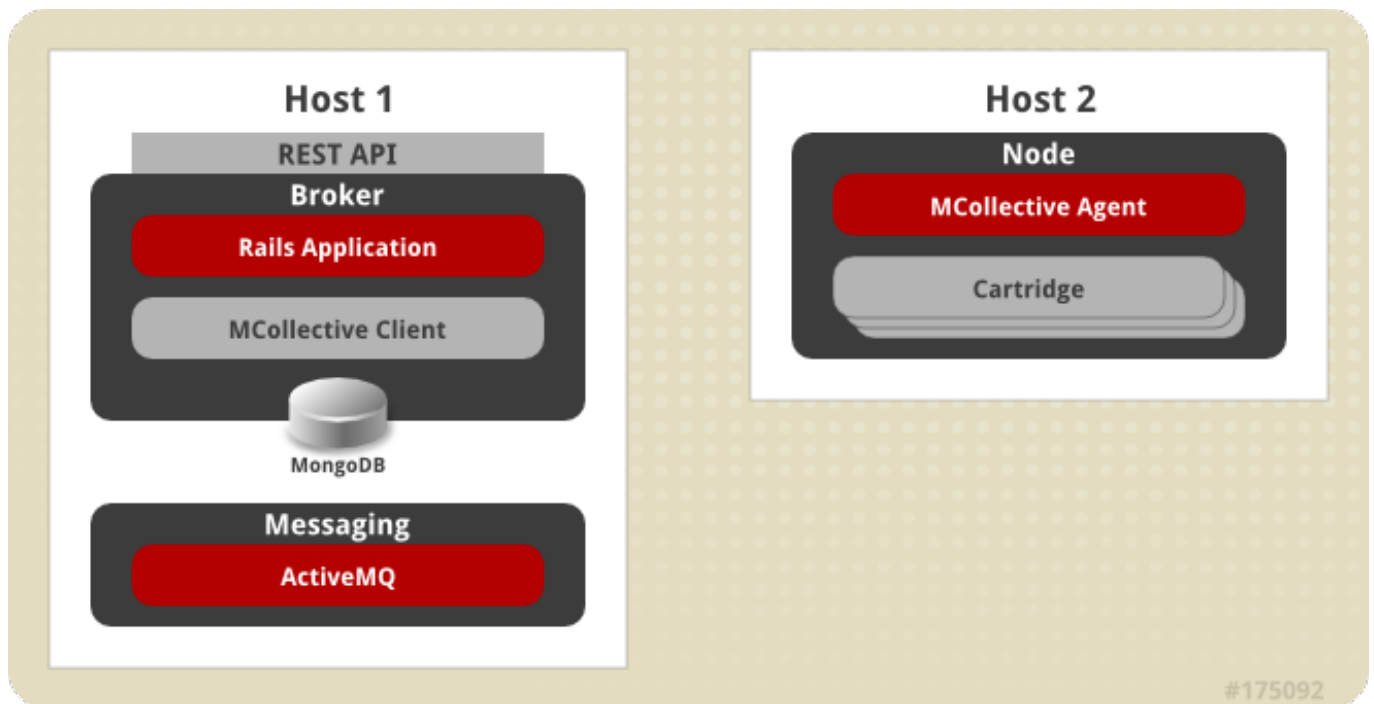 Host 1
REST API
Broker
Rails Application
MCollective Client
MongoDB
Messaging
ActiveMQ
Host 2
Node
MCollective Agent
Cartridge
#175092